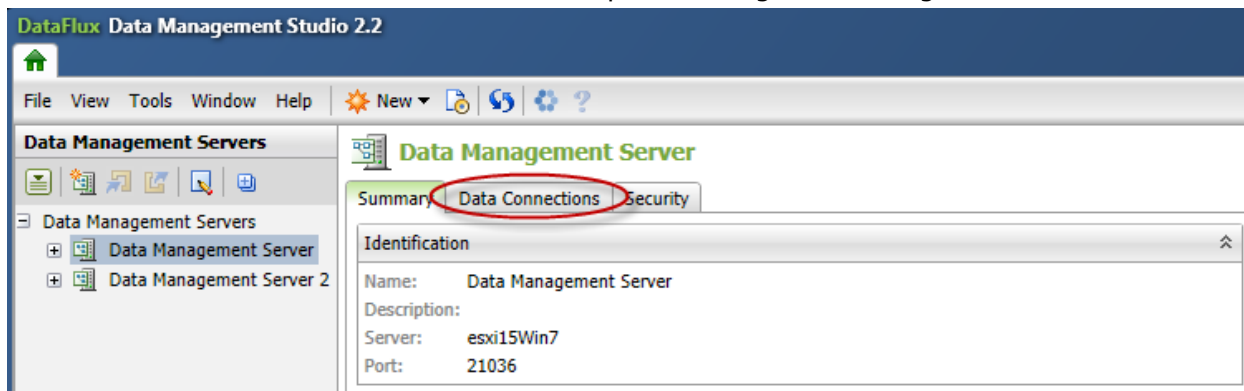 DataFlux Data Management Studio 2.2
File View Tools Window Help New
Data Management Servers
Data Management Servers
Data Management Server
Data Management Server 2
Data Management Server
Summary Data Connections Security
Identification
Name: Data Management Server
Description:
Server: esxi15Win7
Port: 21036